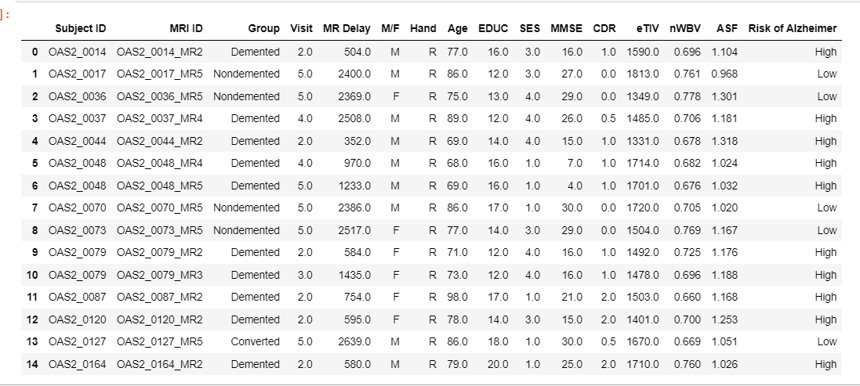 ]:
Subject ID MRI ID Group Visit MR Delay M/F Hand Age EDUC SES MMSE CDR eTIV nWBV ASF Risk of Alzheimer
0 OAS2_0014 OAS2_0014_MR2 Demented 2.0 504.0 M R 77.0 16.0 3.0 16.0 1.0 1590.0 0.696 1.104 High
1 OAS2_0017 OAS2_0017_MR5 Nondemented 5.0 2400.0 M R 86.0 12.0 3.0 27.0 0.0 1813.0 0.761 0.968 Low
2 OAS2_0036 OAS2_0036_MR5 Nondemented 5.0 2369.0 F R 75.0 13.0 4.0 29.0 0.0 1349.0 0.778 1.301 Low
3 OAS2_0037 OAS2_0037_MR4 Demented 4.0 2508.0 M R 89.0 12.0 4.0 26.0 0.5 1485.0 0.706 1.181 High
4 OAS2_0044 OAS2_0044_MR2 Demented 2.0 352.0 M R 69.0 14.0 4.0 15.0 1.0 1331.0 0.678 1.318 High
5 OAS2_0048 OAS2_0048_MR4 Demented 4.0 970.0 M R 68.0 16.0 1.0 7.0 1.0 1714.0 0.682 1.024 High
6 OAS2_0048 OAS2_0048_MR5 Demented 5.0 1233.0 M R 69.0 16.0 1.0 4.0 1.0 1701.0 0.676 1.032 High
7 OAS2_0070 OAS2_0070_MR5 Nondemented 5.0 2386.0 M R 86.0 17.0 1.0 30.0 0.0 1720.0 0.705 1.020 Low
8 OAS2_0073 OAS2_0073_MR5 Nondemented 5.0 2517.0 F R 77.0 14.0 3.0 29.0 0.0 1504.0 0.769 1.167 Low
9 OAS2_0079 OAS2_0079_MR2 Demented 2.0 584.0 F R 71.0 12.0 4.0 16.0 1.0 1492.0 0.725 1.176 High
10 OAS2_0079 OAS2_0079_MR3 Demented 3.0 1435.0 F R 73.0 12.0 4.0 16.0 1.0 1478.0 0.696 1.188 High
11 OAS2_0087 OAS2_0087_MR2 Demented 2.0 754.0 F R 98.0 17.0 1.0 21.0 2.0 1503.0 0.660 1.168 High
12 OAS2_0120 OAS2_0120_MR2 Demented 2.0 595.0 F R 78.0 14.0 3.0 15.0 2.0 1401.0 0.700 1.253 High
13 OAS2_0127 OAS2_0127_MR5 Converted 5.0 2639.0 M R 86.0 18.0 1.0 30.0 0.5 1670.0 0.669 1.051 Low
14 OAS2_0164 OAS2_0164_MR2 Demented 2.0 580.0 M R 79.0 20.0 1.0 25.0 2.0 1710.0 0.760 1.026 High